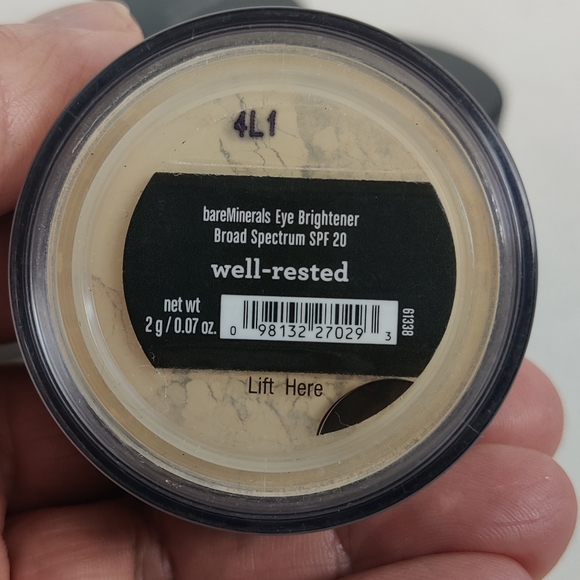 4L1
bareMinerals Eye Brightener
Broad Spectrum SPF 20
well-rested
net wt
2 g / 0.07 oz.
0 98132 27029 3
61338
Lift Here